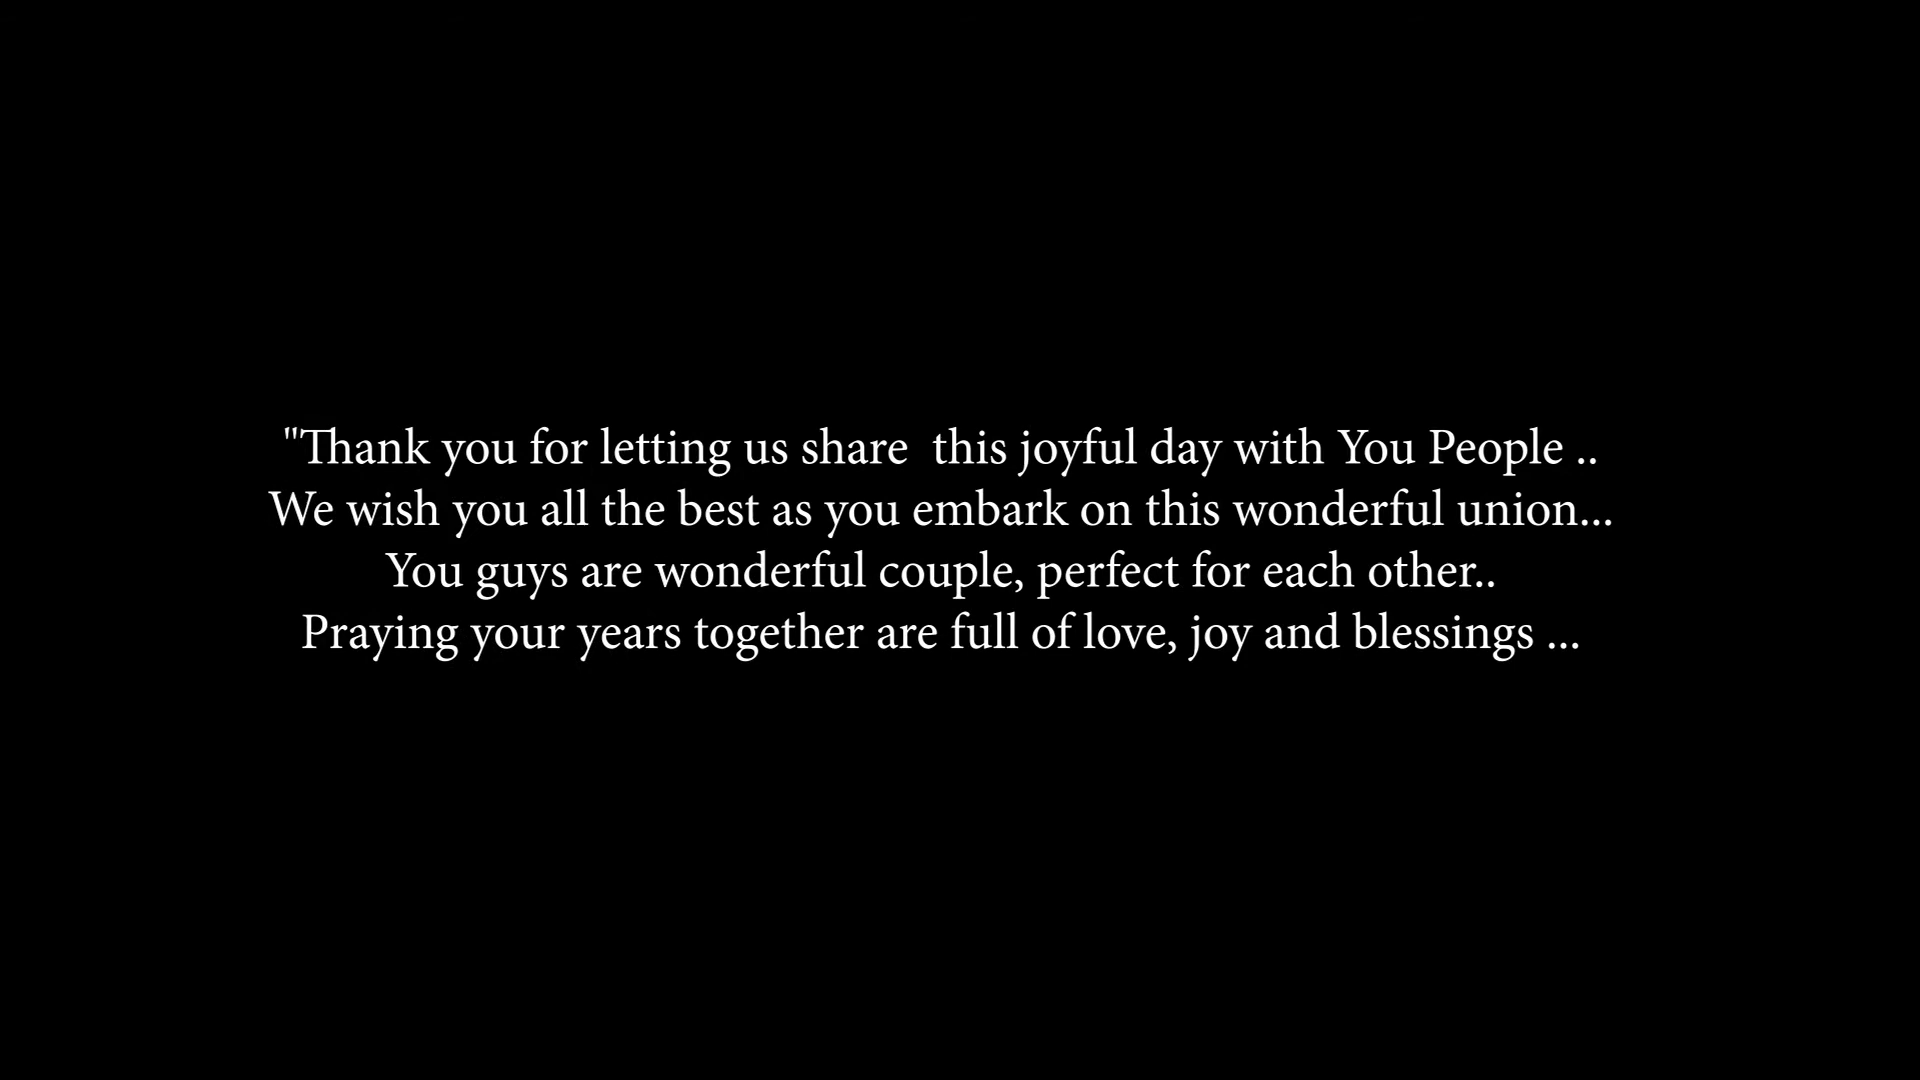 "Thank you for letting us share  this joyful day with You People ..
We wish you all the best as you embark on this wonderful union...
You guys are wonderful couple, perfect for each other..
Praying your years together are full of love, joy and blessings ...